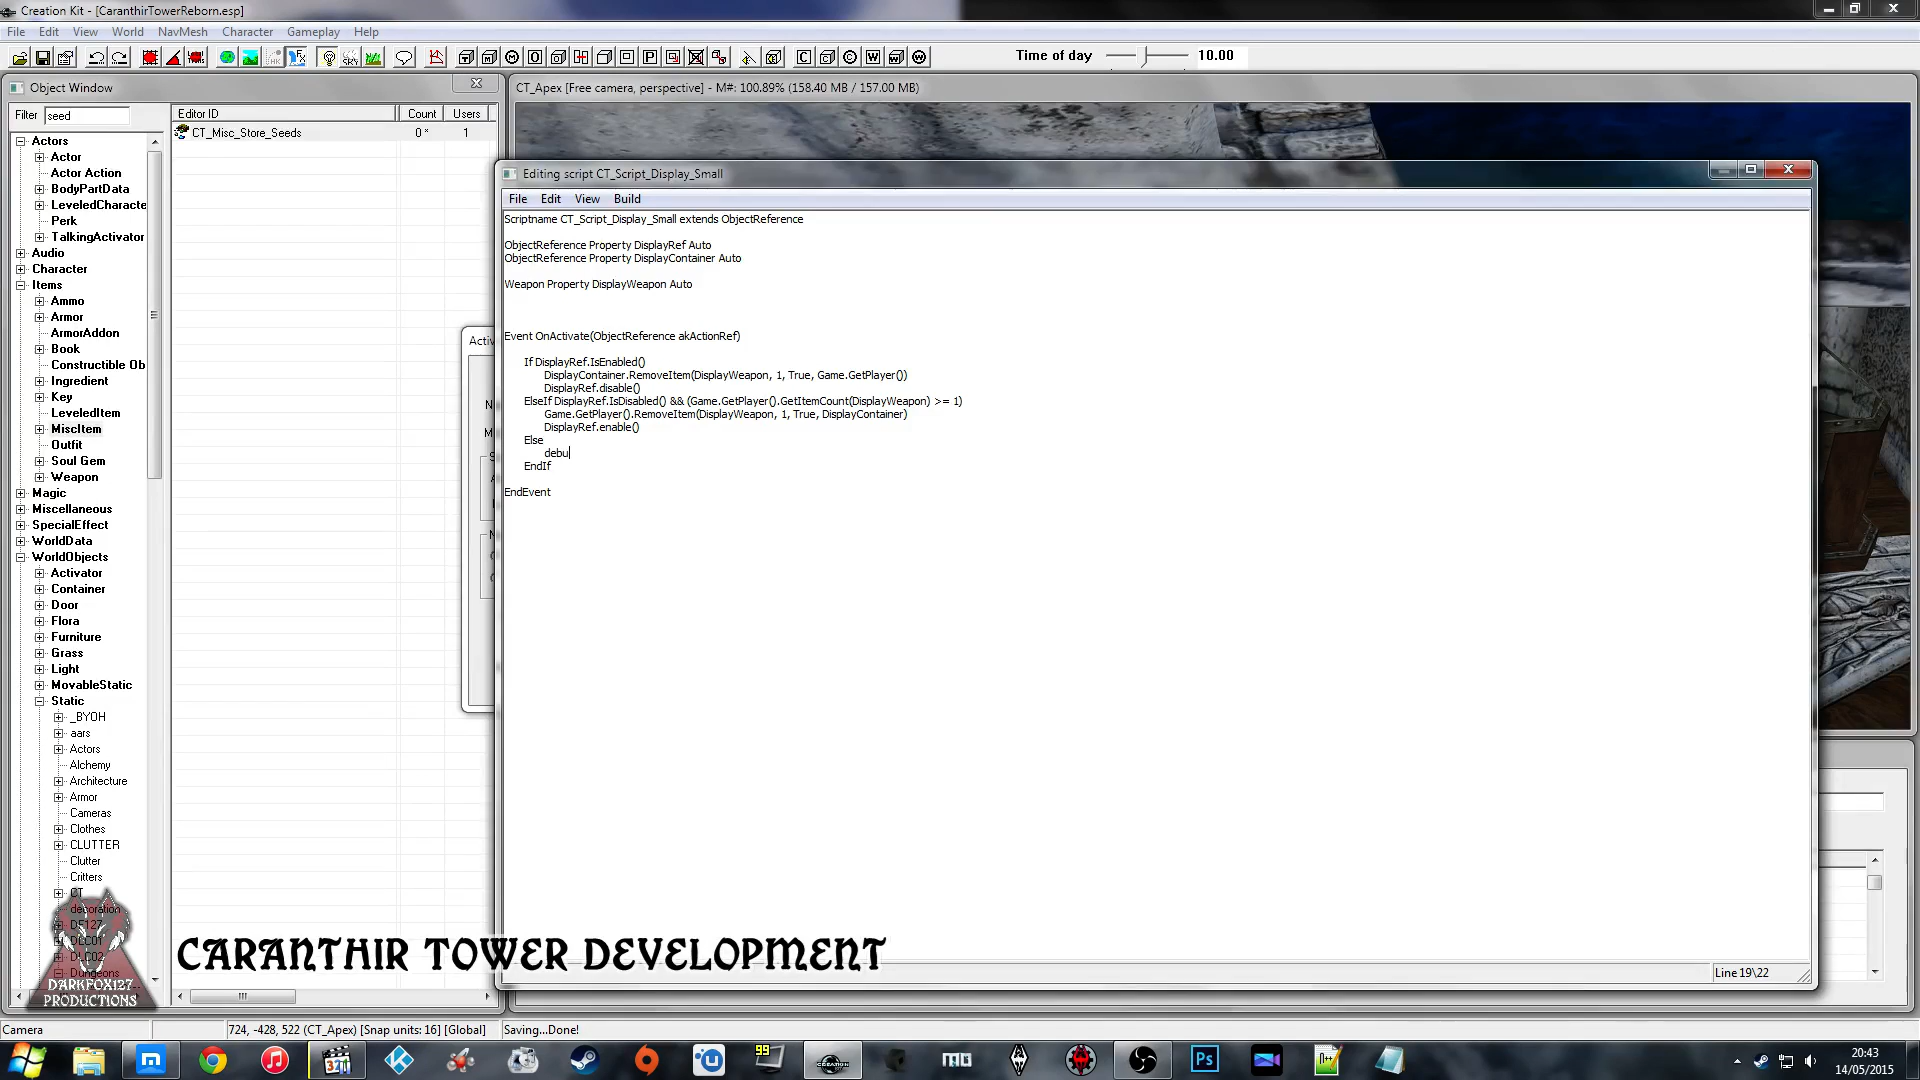 Creation Kit - [CaranthirTowerReborn.esp]
File Edit View World NavMesh Character Gameplay Help
Time of day 10.00
Object Window
CT_Apex [Free camera, perspective] - M#: 100.89% (158.40 MB / 157.00 MB)
Filter seed
Editor ID Count Users
CT_Misc_Store_Seeds 0 * 1
Actors
Actor
Actor Action
BodyPartData
LeveledCharacte
Perk
TalkingActivator
Audio
Character
Items
Ammo
Armor
ArmorAddon
Book
Constructible Ob
Ingredient
Key
LeveledItem
MiscItem
Outfit
Soul Gem
Weapon
Magic
Miscellaneous
SpecialEffect
WorldData
WorldObjects
Activator
Container
Door
Flora
Furniture
Grass
Light
MovableStatic
Static
_BYOH
aars
Actors
Alchemy
Architecture
Armor
Cameras
Clothes
CLUTTER
Clutter
Critters
CT
decoration
DF127
DLC01
DLC02
Dungeons
Activ
Editing script CT_Script_Display_Small
File Edit View Build
Scriptname CT_Script_Display_Small extends ObjectReference
ObjectReference Property DisplayRef Auto
ObjectReference Property DisplayContainer Auto
Weapon Property DisplayWeapon Auto
Event OnActivate(ObjectReference akActionRef)
If DisplayRef.IsEnabled()
DisplayContainer.RemoveItem(DisplayWeapon, 1, True, Game.GetPlayer())
DisplayRef.disable()
ElseIf DisplayRef.IsDisabled() && (Game.GetPlayer().GetItemCount(DisplayWeapon) >= 1)
Game.GetPlayer().RemoveItem(DisplayWeapon, 1, True, DisplayContainer)
DisplayRef.enable()
Else
debu
EndIf
EndEvent
Line 19\22
DARKFOX127
PRODUCTIONS
CARANTHIR TOWER DEVELOPMENT
Camera 724, -428, 522 (CT_Apex) [Snap units: 16] [Global] Saving...Done!
20:43
14/05/2015